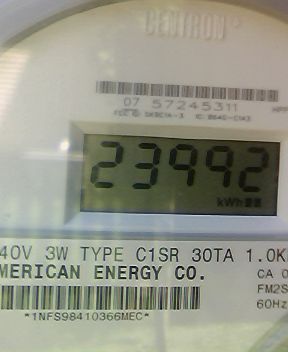 CENTRON
07 57245311
23992
kWh
40V 3W TYPE C1SR 30TA 1.0K
MERICAN ENERGY CO.
CA 0
FM2S
60Hz
*1NFS98410366MEC*